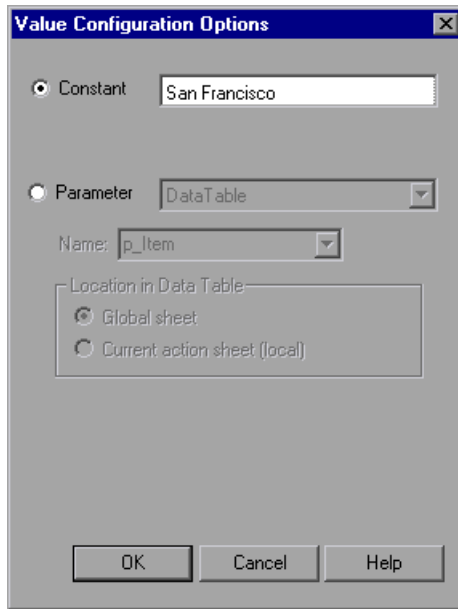 Value Configuration Options
Constant San Francisco
Parameter DataTable
Name: p_Item
Location in Data Table
Global sheet
Current action sheet (local)
OK Cancel Help